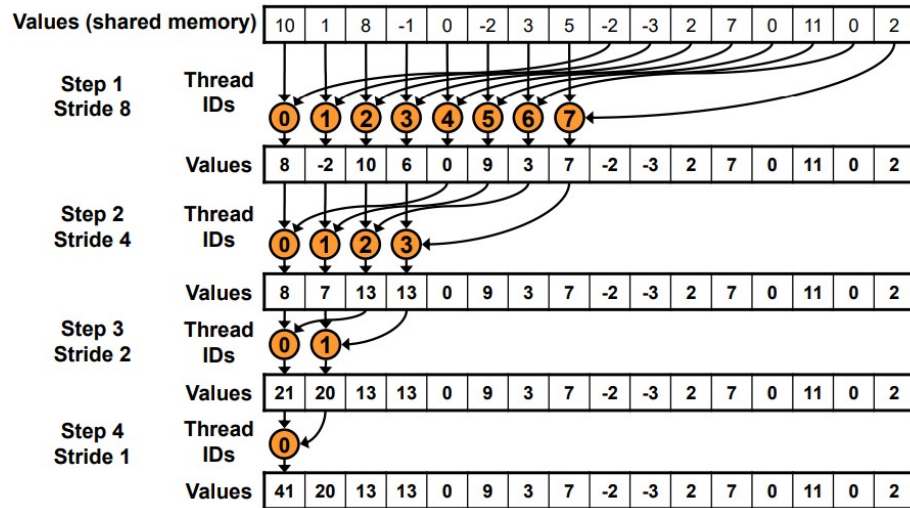 Values (shared memory) 10 1 8 -1 0 -2 3 5 -2 -3 2 7 0 11 0 2
Step 1 Thread
Stride 8 IDs
0 1 2 3 4 5 6 7
Values 8 -2 10 6 0 9 3 7 -2 -3 2 7 0 11 0 2
Step 2 Thread
Stride 4 IDs
0 1 2 3
Values 8 7 13 13 0 9 3 7 -2 -3 2 7 0 11 0 2
Step 3 Thread
Stride 2 IDs
0 1
Values 21 20 13 13 0 9 3 7 -2 -3 2 7 0 11 0 2
Step 4 Thread
Stride 1 IDs
0
Values 41 20 13 13 0 9 3 7 -2 -3 2 7 0 11 0 2